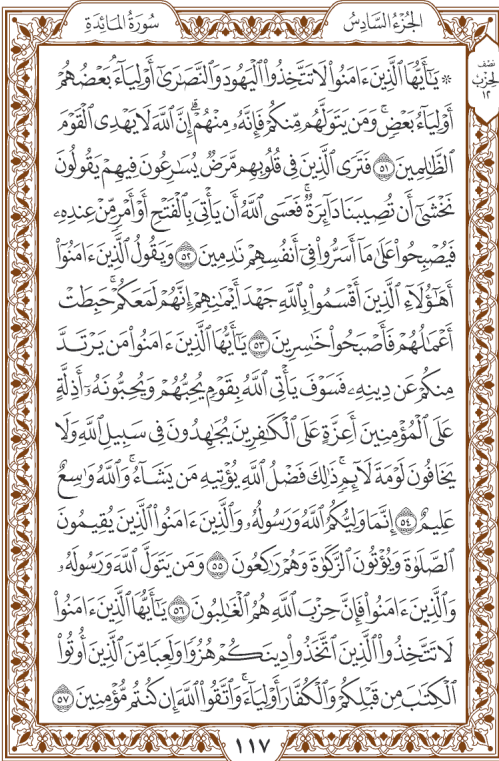 الجُزْءُ السَّادِسُ
سُورَةُ المَائِدَةِ
نصف
الحزب
١٢
۞ يَٰٓأَيُّهَا ٱلَّذِينَ ءَامَنُواْ لَا تَتَّخِذُواْ ٱلۡيَهُودَ وَٱلنَّصَٰرَىٰٓ أَوۡلِيَآءَۘ بَعۡضُهُمۡ
أَوۡلِيَآءُ بَعۡضٖۚ وَمَن يَتَوَلَّهُم مِّنكُمۡ فَإِنَّهُۥ مِنۡهُمۡۗ إِنَّ ٱللَّهَ لَا يَهۡدِي ٱلۡقَوۡمَ
ٱلظَّٰلِمِينَ ٥١ فَتَرَى ٱلَّذِينَ فِي قُلُوبِهِم مَّرَضٞ يُسَٰرِعُونَ فِيهِمۡ يَقُولُونَ
نَخۡشَىٰٓ أَن تُصِيبَنَا دَآئِرَةٞۚ فَعَسَى ٱللَّهُ أَن يَأۡتِيَ بِٱلۡفَتۡحِ أَوۡ أَمۡرٖ مِّنۡ عِندِهِۦ
فَيُصۡبِحُواْ عَلَىٰ مَآ أَسَرُّواْ فِيٓ أَنفُسِهِمۡ نَٰدِمِينَ ٥٢ وَيَقُولُ ٱلَّذِينَ ءَامَنُوٓاْ
أَهَٰٓؤُلَآءِ ٱلَّذِينَ أَقۡسَمُواْ بِٱللَّهِ جَهۡدَ أَيۡمَٰنِهِمۡ إِنَّهُمۡ لَمَعَكُمۡۚ حَبِطَتۡ
أَعۡمَٰلُهُمۡ فَأَصۡبَحُواْ خَٰسِرِينَ ٥٣ يَٰٓأَيُّهَا ٱلَّذِينَ ءَامَنُواْ مَن يَرۡتَدَّ
مِنكُمۡ عَن دِينِهِۦ فَسَوۡفَ يَأۡتِي ٱللَّهُ بِقَوۡمٖ يُحِبُّهُمۡ وَيُحِبُّونَهُۥٓ أَذِلَّةٍ
عَلَى ٱلۡمُؤۡمِنِينَ أَعِزَّةٍ عَلَى ٱلۡكَٰفِرِينَ يُجَٰهِدُونَ فِي سَبِيلِ ٱللَّهِ وَلَا
يَخَافُونَ لَوۡمَةَ لَآئِمٖۚ ذَٰلِكَ فَضۡلُ ٱللَّهِ يُؤۡتِيهِ مَن يَشَآءُۚ وَٱللَّهُ وَٰسِعٌ
عَلِيمٌ ٥٤ إِنَّمَا وَلِيُّكُمُ ٱللَّهُ وَرَسُولُهُۥ وَٱلَّذِينَ ءَامَنُواْ ٱلَّذِينَ يُقِيمُونَ
ٱلصَّلَوٰةَ وَيُؤۡتُونَ ٱلزَّكَوٰةَ وَهُمۡ رَٰكِعُونَ ٥٥ وَمَن يَتَوَلَّ ٱللَّهَ وَرَسُولَهُۥ
وَٱلَّذِينَ ءَامَنُواْ فَإِنَّ حِزۡبَ ٱللَّهِ هُمُ ٱلۡغَٰلِبُونَ ٥٦ يَٰٓأَيُّهَا ٱلَّذِينَ ءَامَنُواْ
لَا تَتَّخِذُواْ ٱلَّذِينَ ٱتَّخَذُواْ دِينَكُمۡ هُزُوٗا وَلَعِبٗا مِّنَ ٱلَّذِينَ أُوتُواْ
ٱلۡكِتَٰبَ مِن قَبۡلِكُمۡ وَٱلۡكُفَّارَ أَوۡلِيَآءَۚ وَٱتَّقُواْ ٱللَّهَ إِن كُنتُم مُّؤۡمِنِينَ ٥٧
١١٧